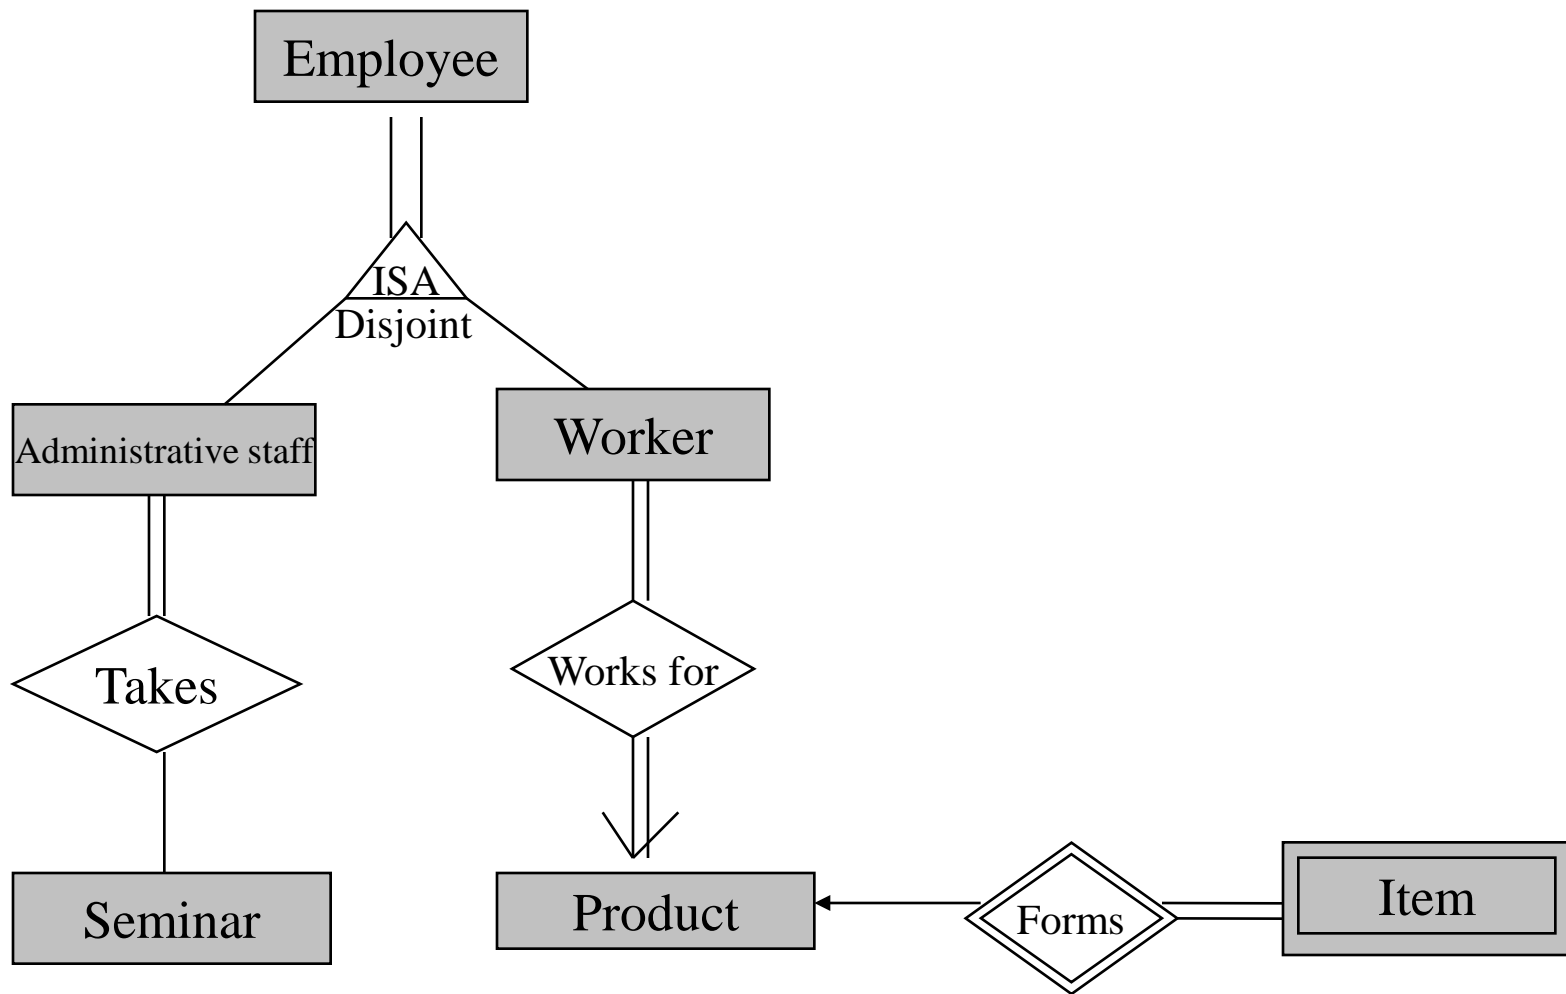 Employee
ISA
Disjoint
Administrative staff
Worker
Takes
Works for
Seminar
Product
Forms
Item